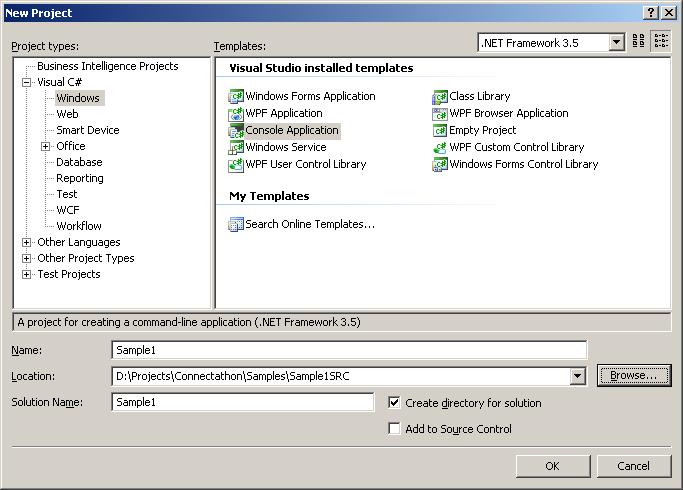 New Project
Project types:
Templates:
.NET Framework 3.5
Business Intelligence Projects
Visual C#
Windows
Web
Smart Device
Office
Database
Reporting
Test
WCF
Workflow
Other Languages
Other Project Types
Test Projects
Visual Studio installed templates
Windows Forms Application
Class Library
WPF Application
WPF Browser Application
Console Application
Empty Project
Windows Service
WPF Custom Control Library
WPF User Control Library
Windows Forms Control Library
My Templates
Search Online Templates...
A project for creating a command-line application (.NET Framework 3.5)
Name:
Sample1
Location:
D:\Projects\Connectathon\Samples\Sample1SRC
Browse...
Solution Name:
Sample1
Create directory for solution
Add to Source Control
OK
Cancel